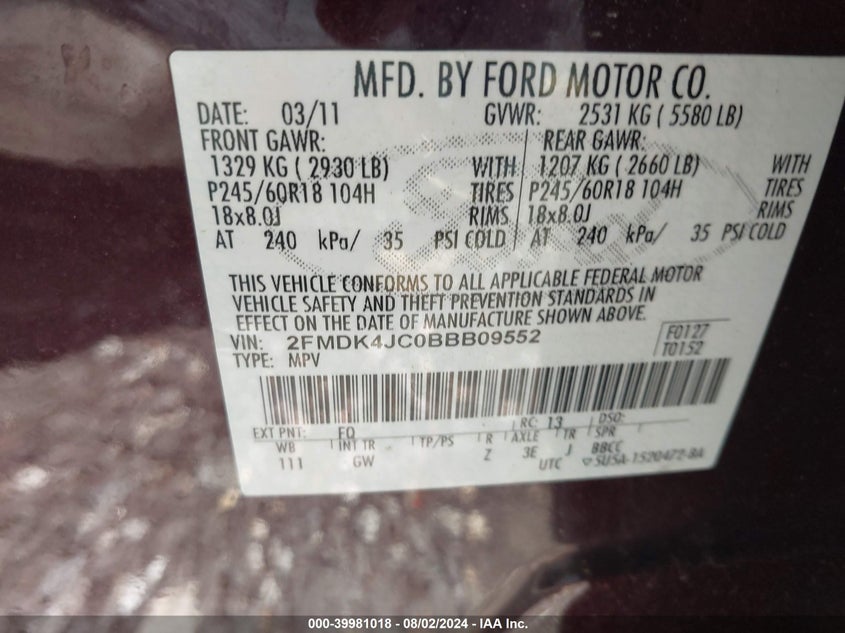 MFD. BY FORD MOTOR CO.
DATE: 03/11 GVWR: 2531 KG ( 5580 LB)
FRONT GAWR: REAR GAWR:
1329 KG ( 2930 LB) WITH 1207 KG ( 2660 LB) WITH
P245/60R18 104H TIRES P245/60R18 104H TIRES
18x8.0J RIMS 18x8.0J RIMS
AT 240 kPa/ 35 PSI COLD AT 240 kPa/ 35 PSI COLD
THIS VEHICLE CONFORMS TO ALL APPLICABLE FEDERAL MOTOR
VEHICLE SAFETY AND THEFT PREVENTION STANDARDS IN
EFFECT ON THE DATE OF MANUFACTURE SHOWN ABOVE.
VIN: 2FMDK4JC0BBB09552 F0127
TYPE: MPV T0152
EXT PNT: FQ RC: 13 DSO:
WB INT TR TP/PS R AXLE TR SPR
111 GW Z 3E J BBCC
UTC 5U5A-1520472-BA
000-39981018 - 08/02/2024 - IAA Inc.